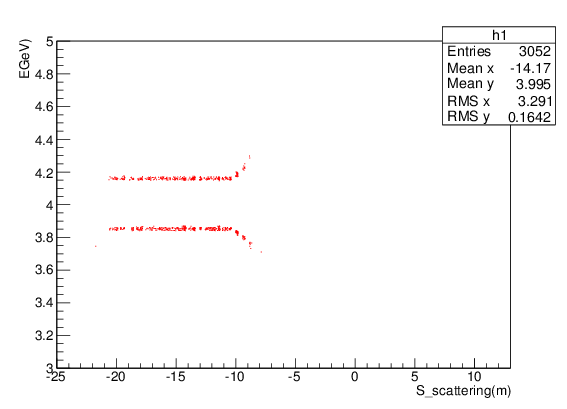 h1
Entries 3052
Mean x -14.17
Mean y 3.995
RMS x 3.291
RMS y 0.1642
EGeV)
5
4.8
4.6
4.4
4.2
4
3.8
3.6
3.4
3.2
3
-25 -20 -15 -10 -5 0 5 10
S_scattering(m)